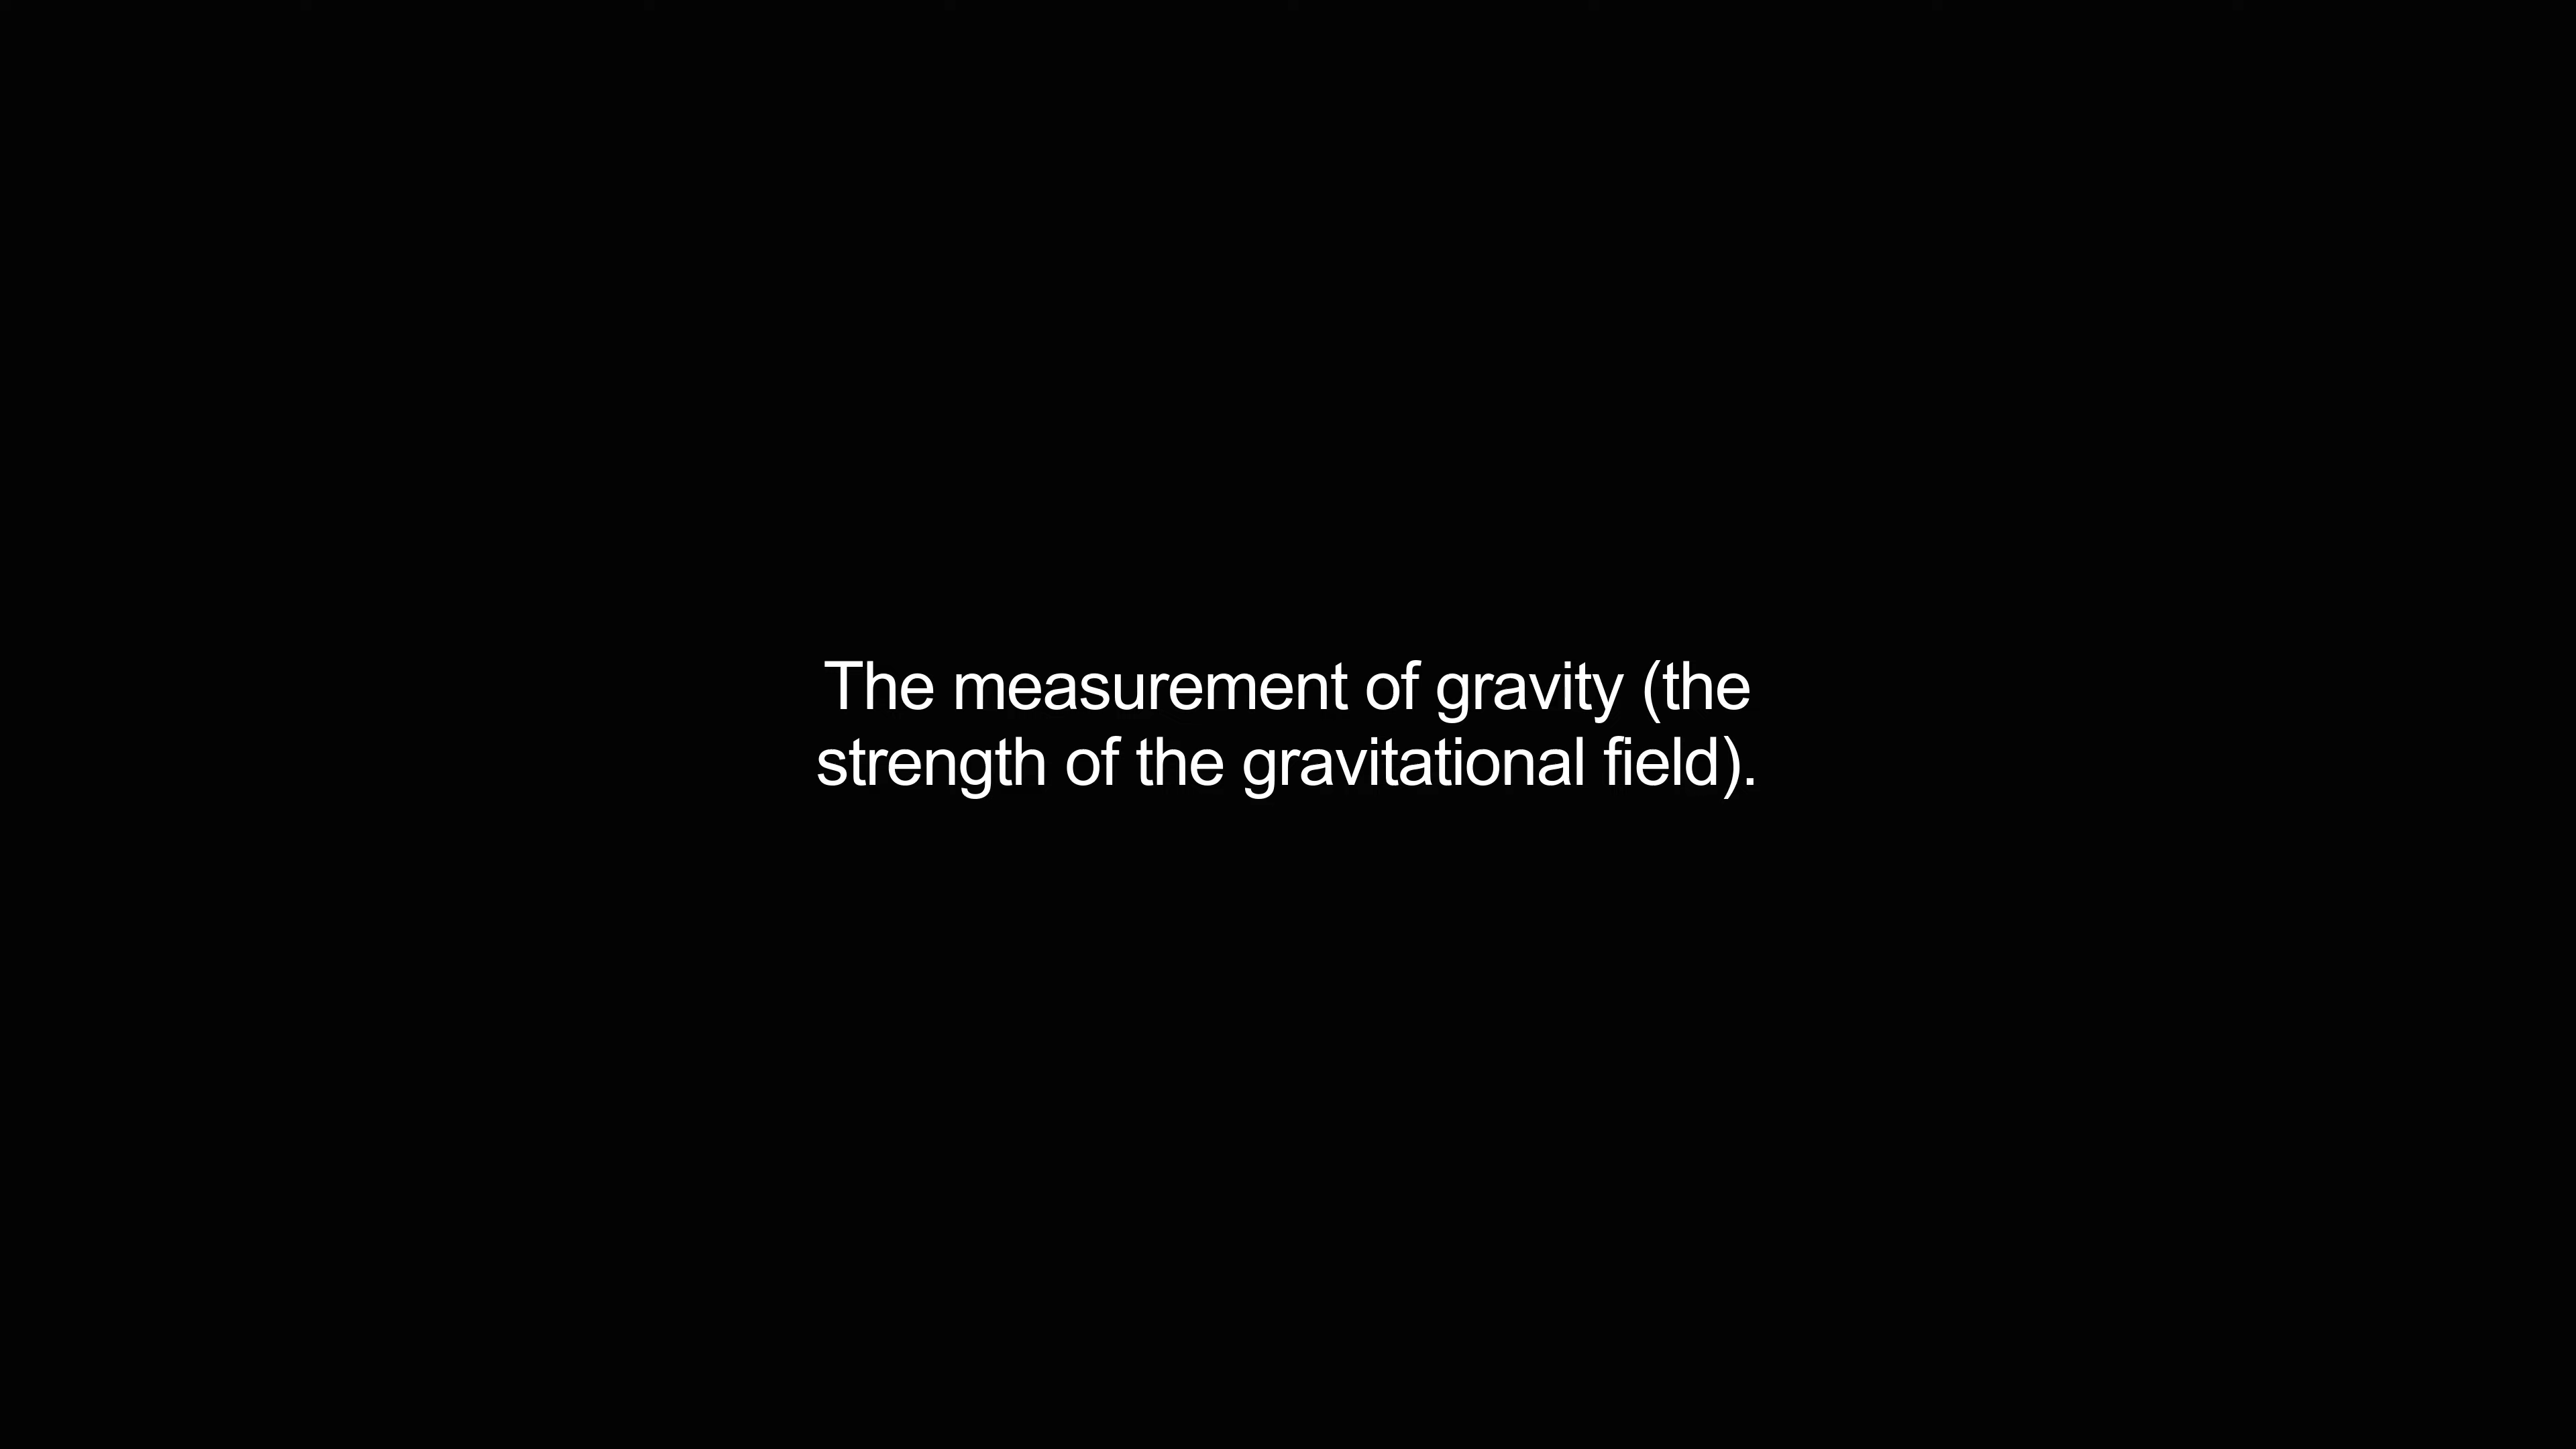 The measurement of gravity (the
strength of the gravitational field).